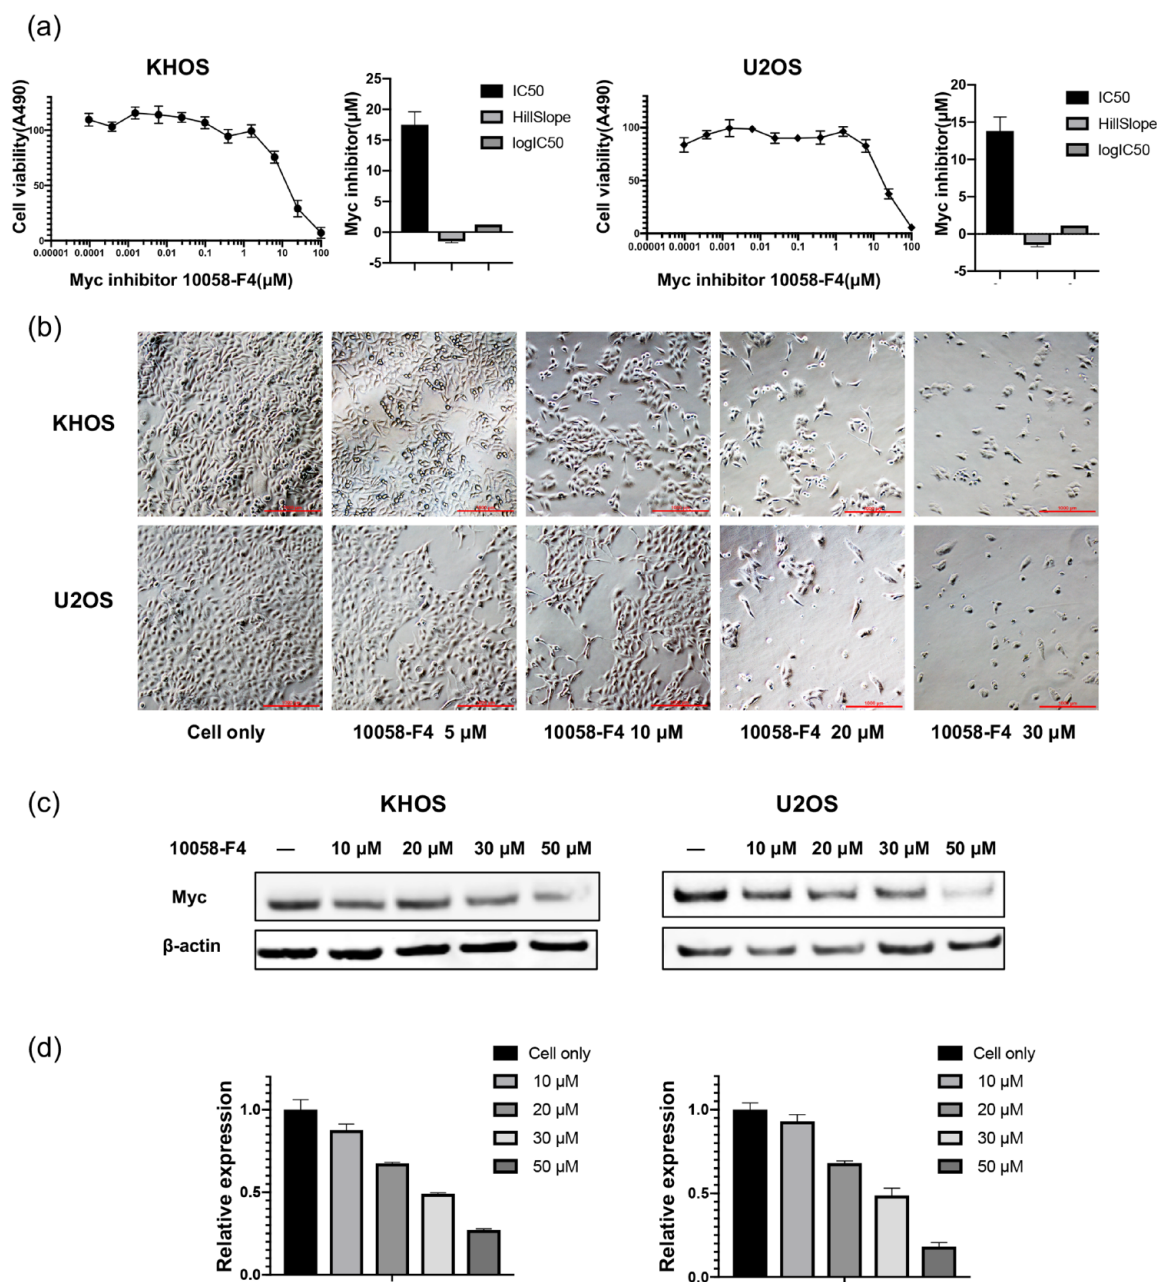 (a)
KHOS
Cell viability(A490)
100
50
0
0.00001 0.0001 0.001 0.01 0.1 1 10 100
Myc inhibitor 10058-F4(μM)
Myc inhibitor(μM)
25
20
15
10
5
0
-5
IC50
HillSlope
logIC50
U2OS
Cell viability(A490)
100
50
0
0.00001 0.0001 0.001 0.01 0.1 1 10 100
Myc inhibitor 10058-F4(μM)
Myc inhibitor(μM)
20
15
10
5
0
-5
IC50
HillSlope
logIC50
(b)
KHOS
U2OS
Cell only
10058-F4 5 μM
10058-F4 10 μM
10058-F4 20 μM
10058-F4 30 μM
(c)
KHOS
U2OS
10058-F4 — 10 μM 20 μM 30 μM 50 μM
— 10 μM 20 μM 30 μM 50 μM
Myc
β-actin
(d)
Relative expression
1.0
0.5
0.0
Cell only
10 μM
20 μM
30 μM
50 μM
Relative expression
1.0
0.5
0.0
Cell only
10 μM
20 μM
30 μM
50 μM